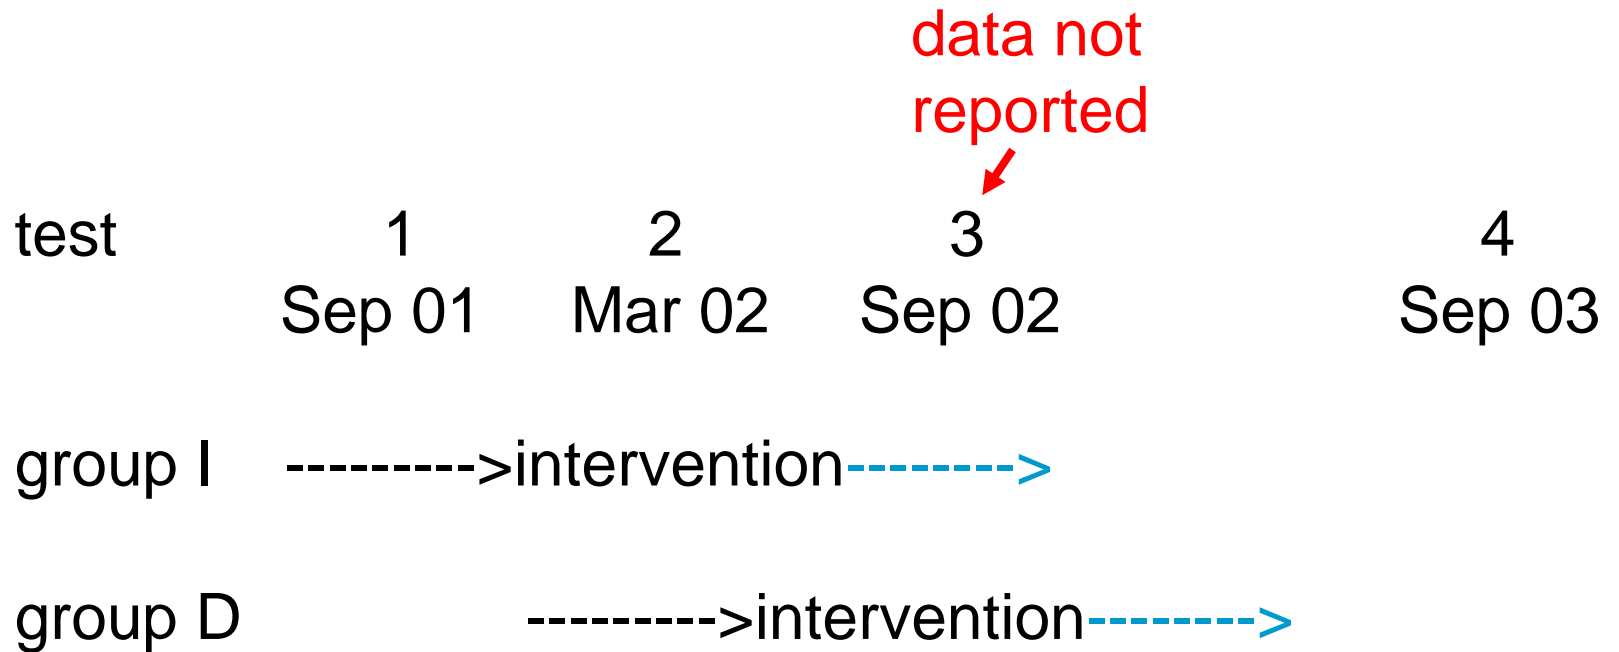 data not
reported
test 1 2 3 4
Sep 01 Mar 02 Sep 02 Sep 03
group I --------->intervention-------->
group D --------->intervention-------->